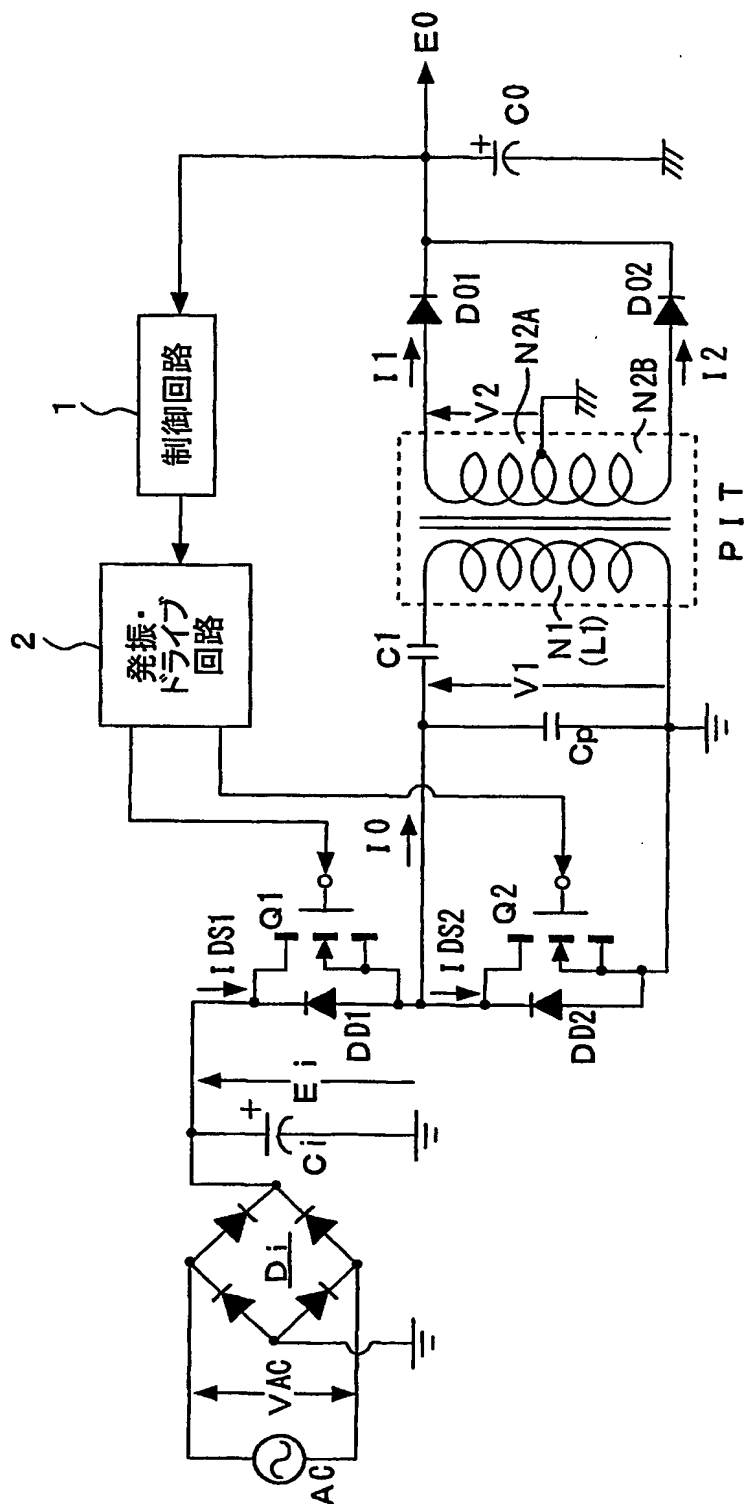 AC
VAC
Di
Ci
Ei
IDS1
Q1
DD1
IDS2
Q2
DD2
I0
2
発振・
ドライブ
回路
1
制御回路
Cp
V1
C1
N1
(L1)
PIT
V2
N2A
N2B
I1
I2
D01
D02
C0
E0
+
+